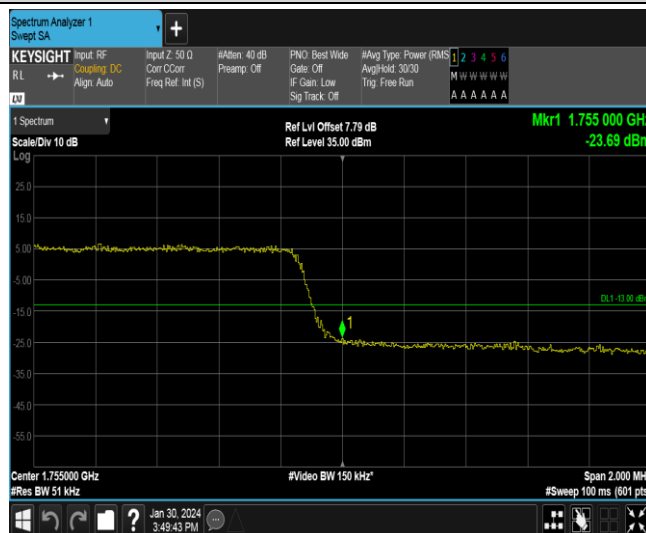 Spectrum Analyzer 1
Swept SA
+
KEYSIGHT
RL
LXI
Input: RF
Coupling: DC
Align: Auto
Input Z: 50 Ω
Corr CCorr
Freq Ref: Int (S)
#Atten: 40 dB
Preamp: Off
PNO: Best Wide
Gate: Off
IF Gain: Low
Sig Track: Off
#Avg Type: Power (RMS
Avg|Hold: 30/30
Trig: Free Run
1 2 3 4 5 6
M W W W W W
A A A A A A
1 Spectrum
Scale/Div 10 dB
Log
Ref Lvl Offset 7.79 dB
Ref Level 35.00 dBm
Mkr1 1.755 000 GHz
-23.69 dBm
25.0
15.0
5.00
-5.00
DL1 -13.00 dBm
-15.0
1
-25.0
-35.0
-45.0
-55.0
Center 1.755000 GHz
#Res BW 51 kHz
#Video BW 150 kHz*
Span 2.000 MH
#Sweep 100 ms (601 pts
?
Jan 30, 2024
3:49:43 PM